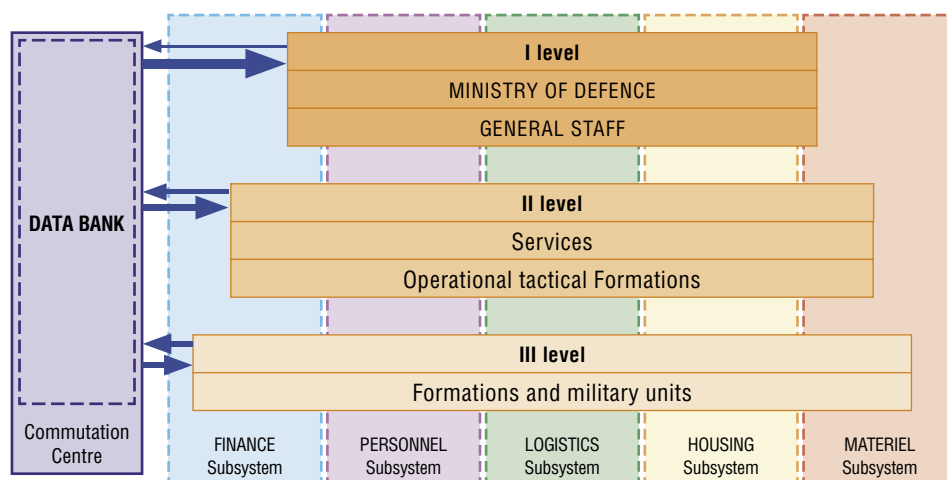 I level
MINISTRY OF DEFENCE
GENERAL STAFF
DATA BANK
II level
Services
Operational tactical Formations
III level
Formations and military units
Commutation
Centre
FINANCE
Subsystem
PERSONNEL
Subsystem
LOGISTICS
Subsystem
HOUSING
Subsystem
MATERIEL
Subsystem